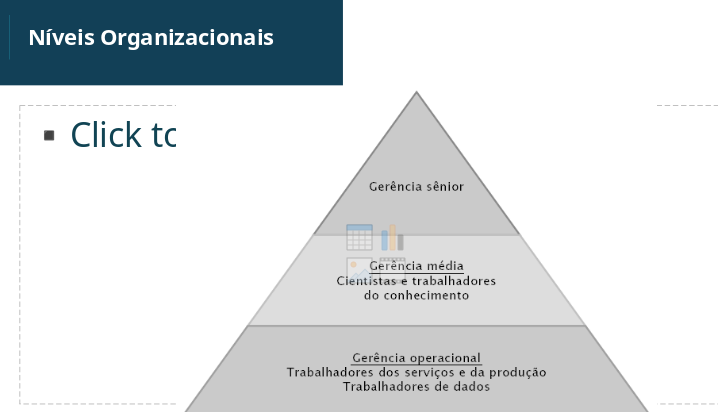 Níveis Organizacionais
Click to
Gerência sênior
Gerência média
Cientistas e trabalhadores
do conhecimento
Gerência operacional
Trabalhadores dos serviços e da produção
Trabalhadores de dados